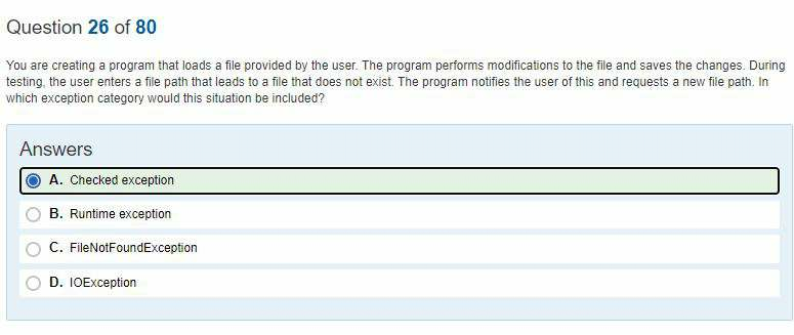 Question 26 of 80
You are creating a program that loads a file provided by the user. The program performs modifications to the file and saves the changes. During
testing, the user enters a file path that leads to a file that does not exist. The program notifies the user of this and requests a new file path. In
which exception category would this situation be included?
Answers
A. Checked exception
B. Runtime exception
C. FileNotFoundException
D. IOException